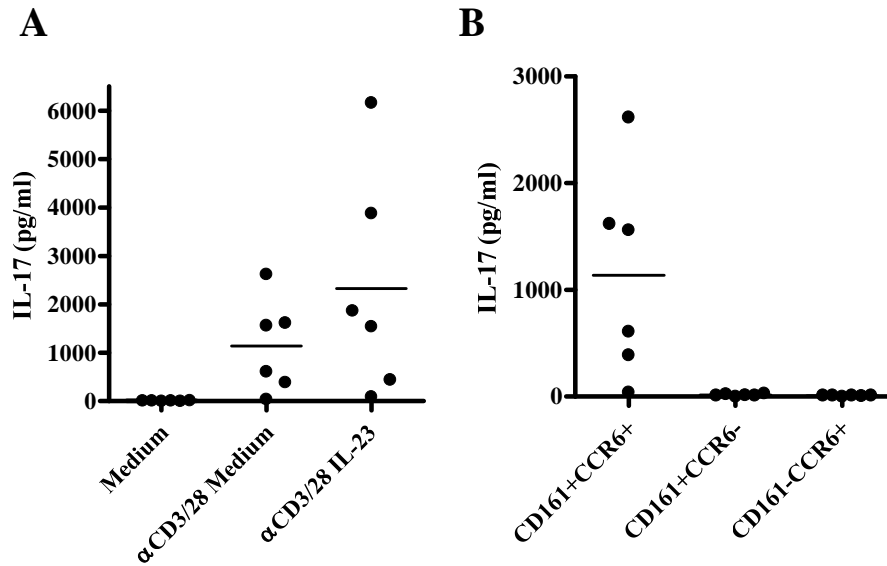 A
IL-17 (pg/ml)
6000
5000
4000
3000
2000
1000
0
Medium
αCD3/28 Medium
αCD3/28 IL-23
B
IL-17 (pg/ml)
3000
2000
1000
0
CD161+CCR6+
CD161+CCR6-
CD161-CCR6+